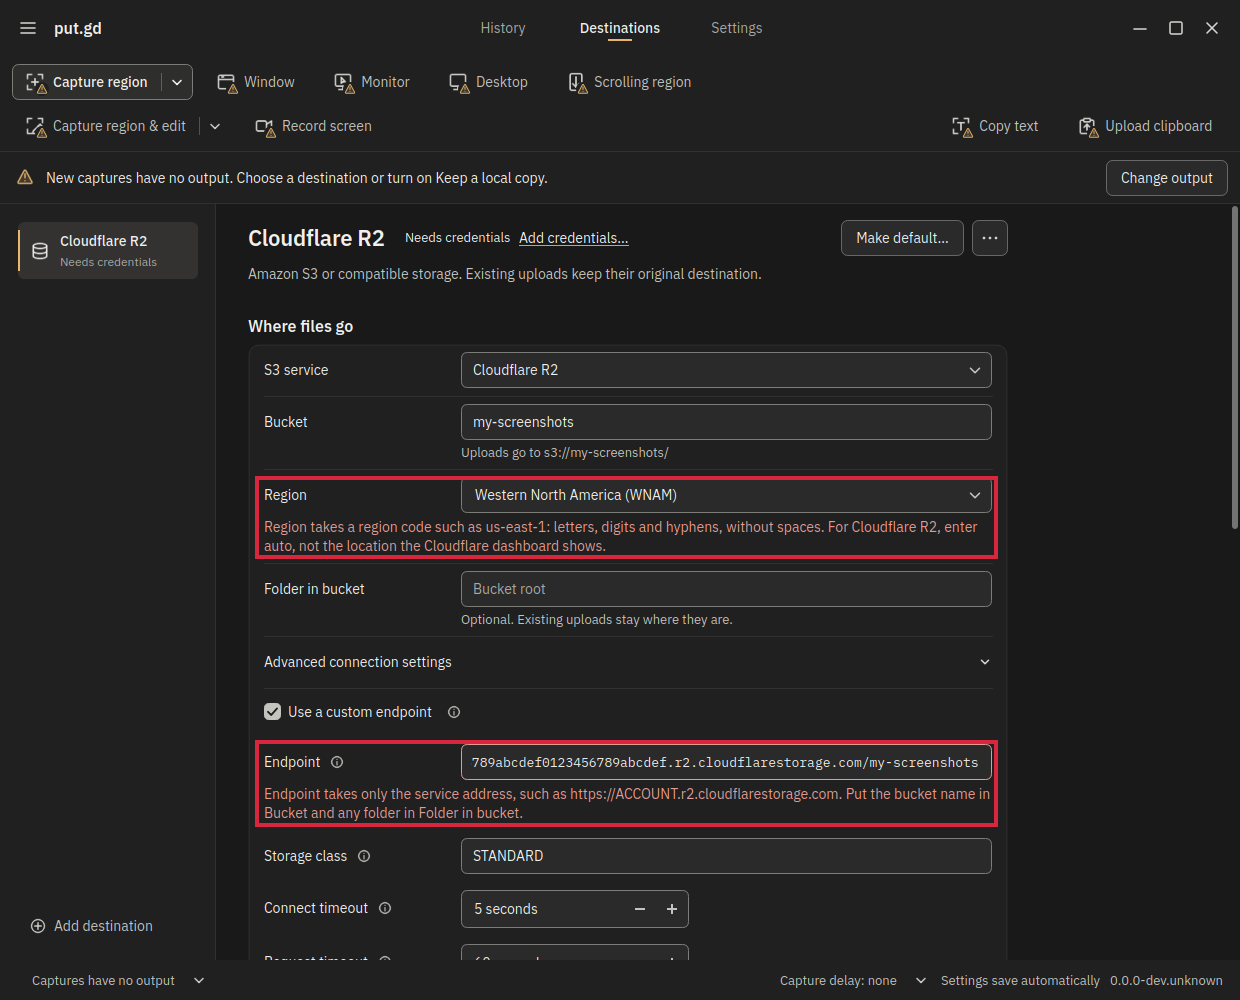 put.gd
History
Destinations
Settings
Capture region
Window
Monitor
Desktop
Scrolling region
Capture region & edit
Record screen
Copy text
Upload clipboard
New captures have no output. Choose a destination or turn on Keep a local copy.
Change output
Cloudflare R2
Needs credentials
Cloudflare R2
Needs credentials
Add credentials...
Make default...
Amazon S3 or compatible storage. Existing uploads keep their original destination.
Where files go
S3 service
Cloudflare R2
Bucket
my-screenshots
Uploads go to s3://my-screenshots/
Region
Western North America (WNAM)
Region takes a region code such as us-east-1: letters, digits and hyphens, without spaces. For Cloudflare R2, enter
auto, not the location the Cloudflare dashboard shows.
Folder in bucket
Bucket root
Optional. Existing uploads stay where they are.
Advanced connection settings
Use a custom endpoint
Endpoint
789abcdef0123456789abcdef.r2.cloudflarestorage.com/my-screenshots
Endpoint takes only the service address, such as https://ACCOUNT.r2.cloudflarestorage.com. Put the bucket name in
Bucket and any folder in Folder in bucket.
Storage class
STANDARD
Connect timeout
5 seconds
Add destination
Captures have no output
Capture delay: none
Settings save automatically
0.0.0-dev.unknown